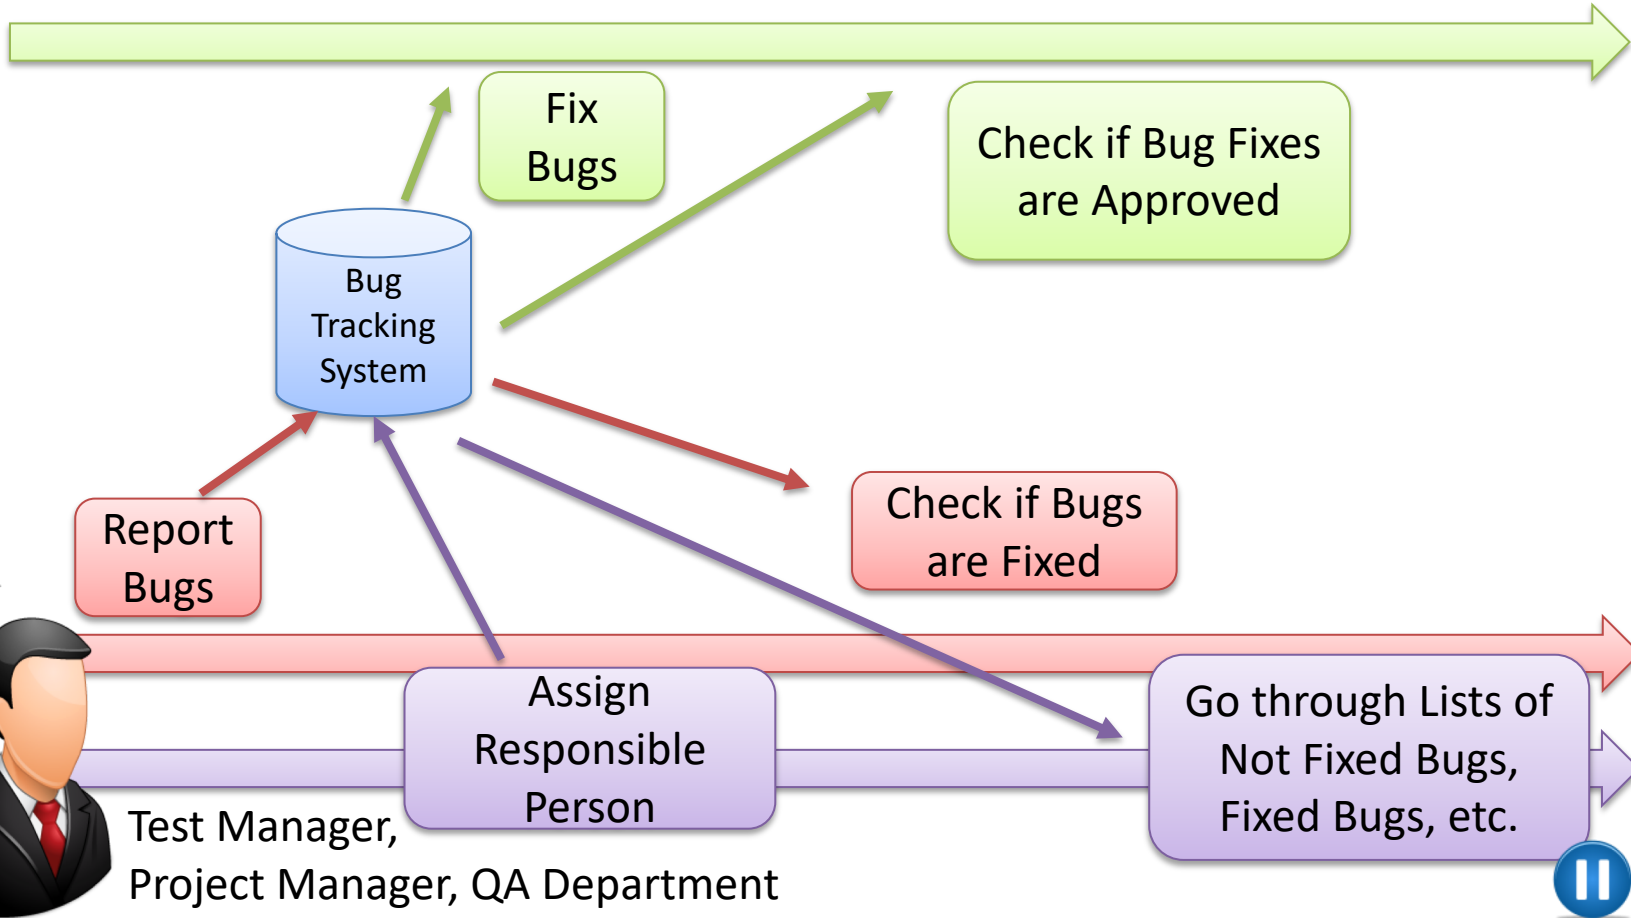 Fix
Bugs
Check if Bug Fixes
are Approved
Bug
Tracking
System
Report
Bugs
Check if Bugs
are Fixed
Assign
Responsible
Person
Go through Lists of
Not Fixed Bugs,
Fixed Bugs, etc.
Test Manager,
Project Manager, QA Department